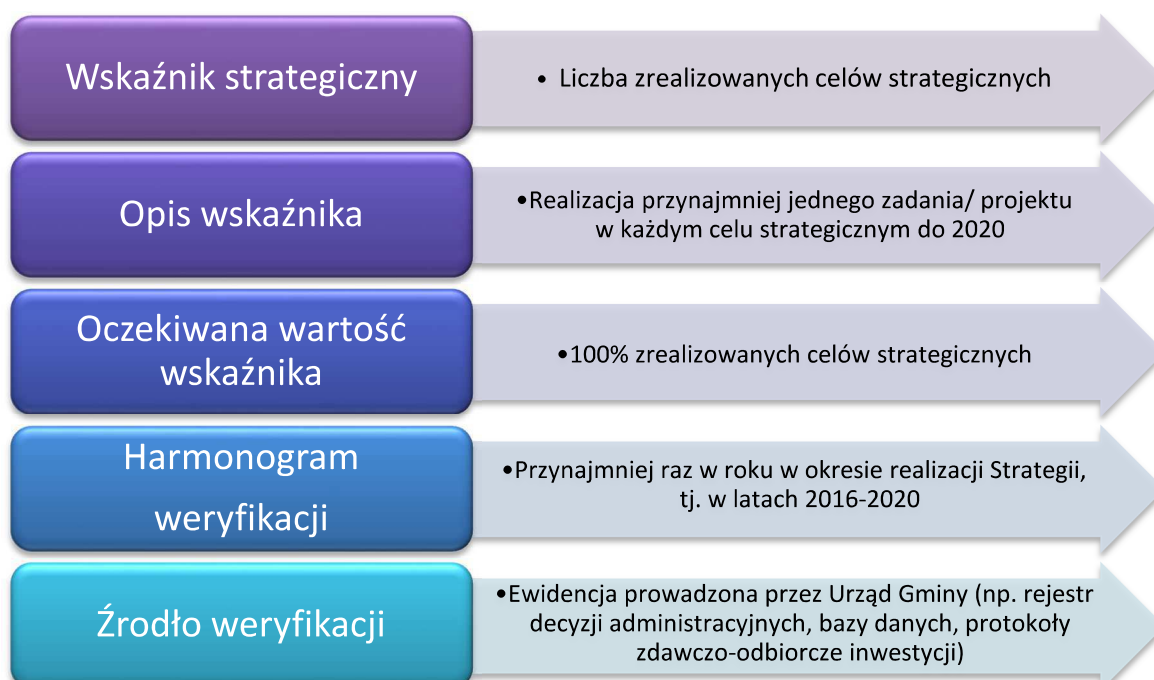 Wskaźnik strategiczny
• Liczba zrealizowanych celów strategicznych
Opis wskaźnika
•Realizacja przynajmniej jednego zadania/ projektu
w każdym celu strategicznym do 2020
Oczekiwana wartość
wskaźnika
•100% zrealizowanych celów strategicznych
Harmonogram
weryfikacji
•Przynajmniej raz w roku w okresie realizacji Strategii,
tj. w latach 2016-2020
Źrodło weryfikacji
•Ewidencja prowadzona przez Urząd Gminy (np. rejestr
decyzji administracyjnych, bazy danych, protokoły
zdawczo-odbiorcze inwestycji)